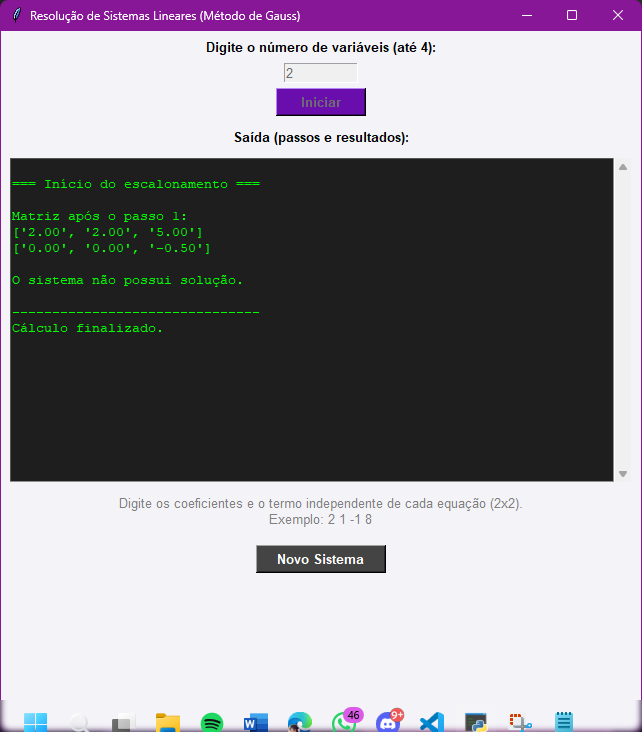 Resolução de Sistemas Lineares (Método de Gauss)
Digite o número de variáveis (até 4):
2
Iniciar
Saída (passos e resultados):
=== Início do escalonamento ===
Matriz após o passo 1:
['2.00', '2.00', '5.00']
['0.00', '0.00', '-0.50']
O sistema não possui solução.
-------------------------------
Cálculo finalizado.
Digite os coeficientes e o termo independente de cada equação (2x2).
Exemplo: 2 1 -1 8
Novo Sistema
46
9+